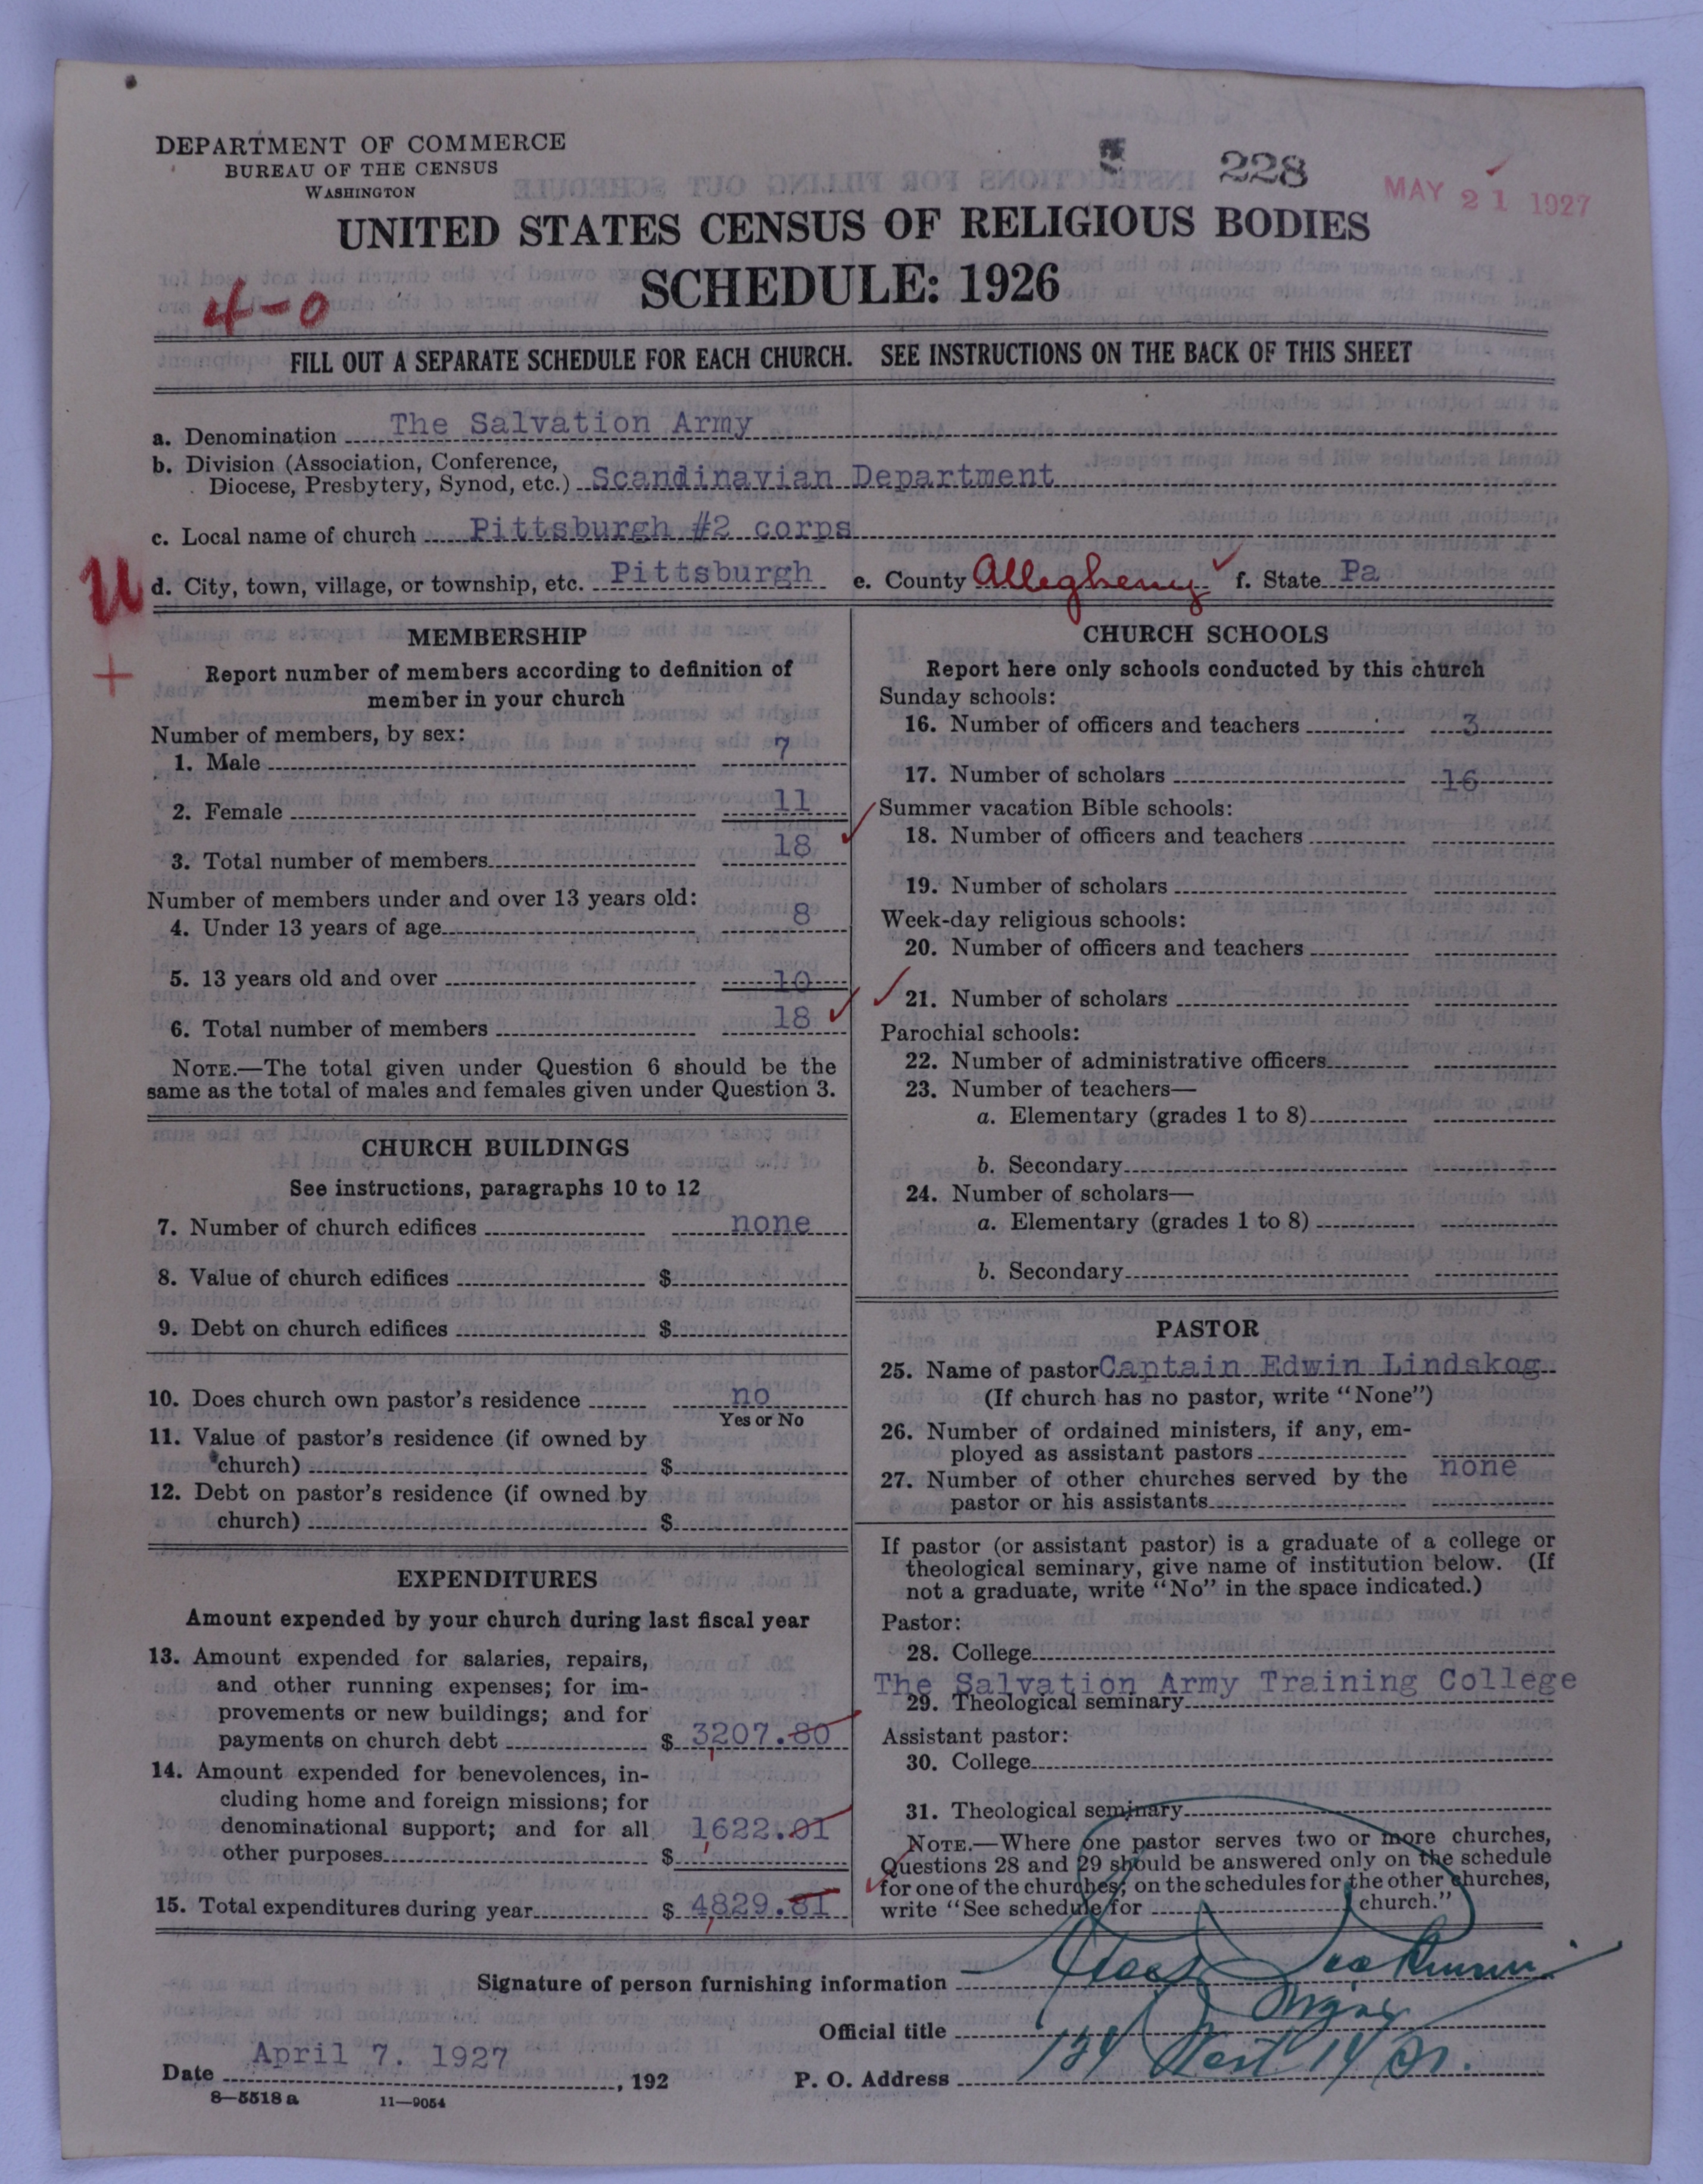 DEPARTMENT OF COMMERCE
BUREAU OF THE CENSUS
WASHINGTON
228
MAY 21 1927
UNITED STATES CENSUS OF RELIGIOUS BODIES
SCHEDULE: 1926
4-0
FILL OUT A SEPARATE SCHEDULE FOR EACH CHURCH. SEE INSTRUCTIONS ON THE BACK OF THIS SHEET
a. Denomination The Salvation Army
b. Division (Association, Conference,
Diocese, Presbytery, Synod, etc.) Scandinavian Department
c. Local name of church Pittsburgh #2 corps
U
d. City, town, village, or township, etc. Pittsburgh e. County Allegheny f. State Pa
+
MEMBERSHIP
Report number of members according to definition of
member in your church
Number of members, by sex:
1. Male 7
2. Female 11
3. Total number of members 18
Number of members under and over 13 years old:
4. Under 13 years of age 8
5. 13 years old and over 10
6. Total number of members 18
NOTE.—The total given under Question 6 should be the
same as the total of males and females given under Question 3.
CHURCH BUILDINGS
See instructions, paragraphs 10 to 12
7. Number of church edifices none
8. Value of church edifices $
9. Debt on church edifices $
10. Does church own pastor's residence no
Yes or No
11. Value of pastor's residence (if owned by
church) $
12. Debt on pastor's residence (if owned by
church) $
EXPENDITURES
Amount expended by your church during last fiscal year
13. Amount expended for salaries, repairs,
and other running expenses; for im-
provements or new buildings; and for
payments on church debt $ 3207.80
14. Amount expended for benevolences, in-
cluding home and foreign missions; for
denominational support; and for all 1622.01
other purposes $
15. Total expenditures during year $ 4829.81
CHURCH SCHOOLS
Report here only schools conducted by this church
Sunday schools:
16. Number of officers and teachers 3
17. Number of scholars 16
Summer vacation Bible schools:
18. Number of officers and teachers
19. Number of scholars
Week-day religious schools:
20. Number of officers and teachers
21. Number of scholars
Parochial schools:
22. Number of administrative officers
23. Number of teachers—
a. Elementary (grades 1 to 8)
b. Secondary
24. Number of scholars—
a. Elementary (grades 1 to 8)
b. Secondary
PASTOR
25. Name of pastor Captain Edwin Lindskog
(If church has no pastor, write "None")
26. Number of ordained ministers, if any, em-
ployed as assistant pastors
27. Number of other churches served by the none
pastor or his assistants
If pastor (or assistant pastor) is a graduate of a college or
theological seminary, give name of institution below. (If
not a graduate, write "No" in the space indicated.)
Pastor:
28. College
The Salvation Army Training College
29. Theological seminary
Assistant pastor:
30. College
31. Theological seminary
NOTE.—Where one pastor serves two or more churches,
Questions 28 and 29 should be answered only on the schedule
for one of the churches; on the schedules for the other churches,
write "See schedule for church."
Signature of person furnishing information
Official title
Date April 7. 1927 , 192
P. O. Address 134 West 14 St.
8—5518 a 11—9054